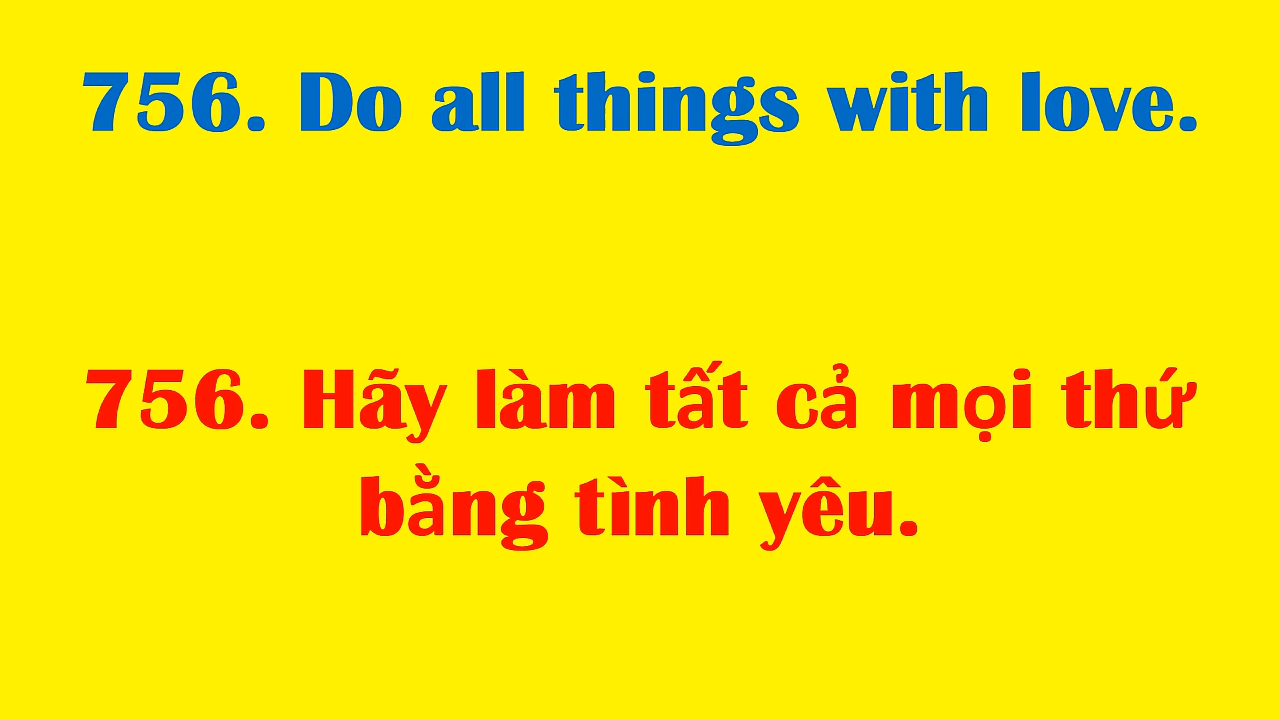 756. Do all things with love.
756. Hãy làm tất cả mọi thứ
bằng tình yêu.